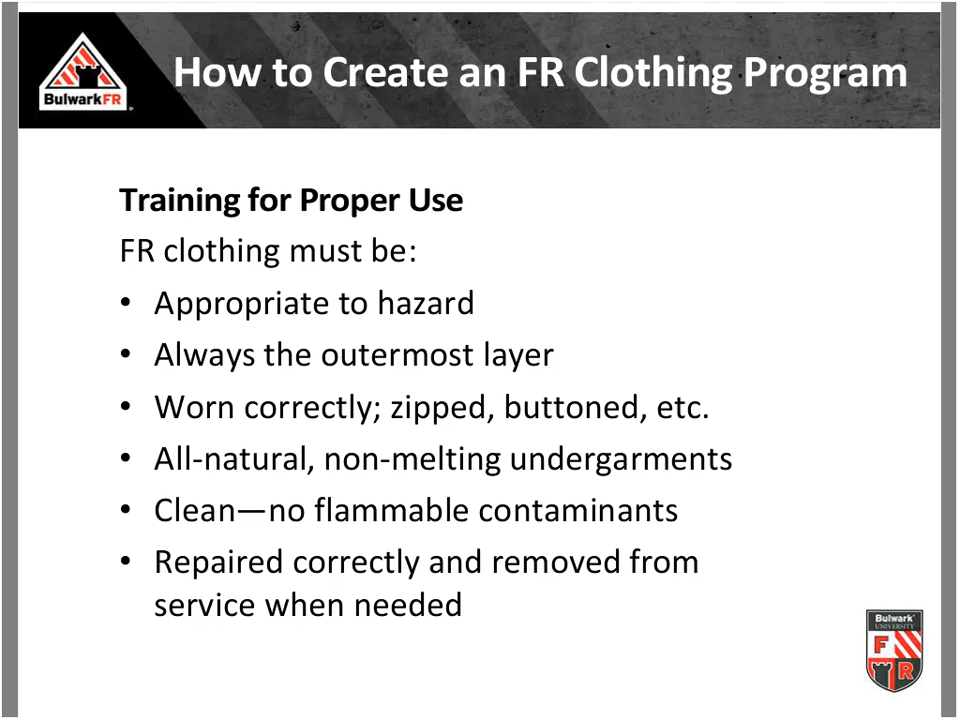 How to Create an FR Clothing Program
BulwarkFR
Training for Proper Use
FR clothing must be:
• Appropriate to hazard
• Always the outermost layer
• Worn correctly; zipped, buttoned, etc.
• All-natural, non-melting undergarments
• Clean—no flammable contaminants
• Repaired correctly and removed from
service when needed
Bulwark
UNIVERSITY
F
R